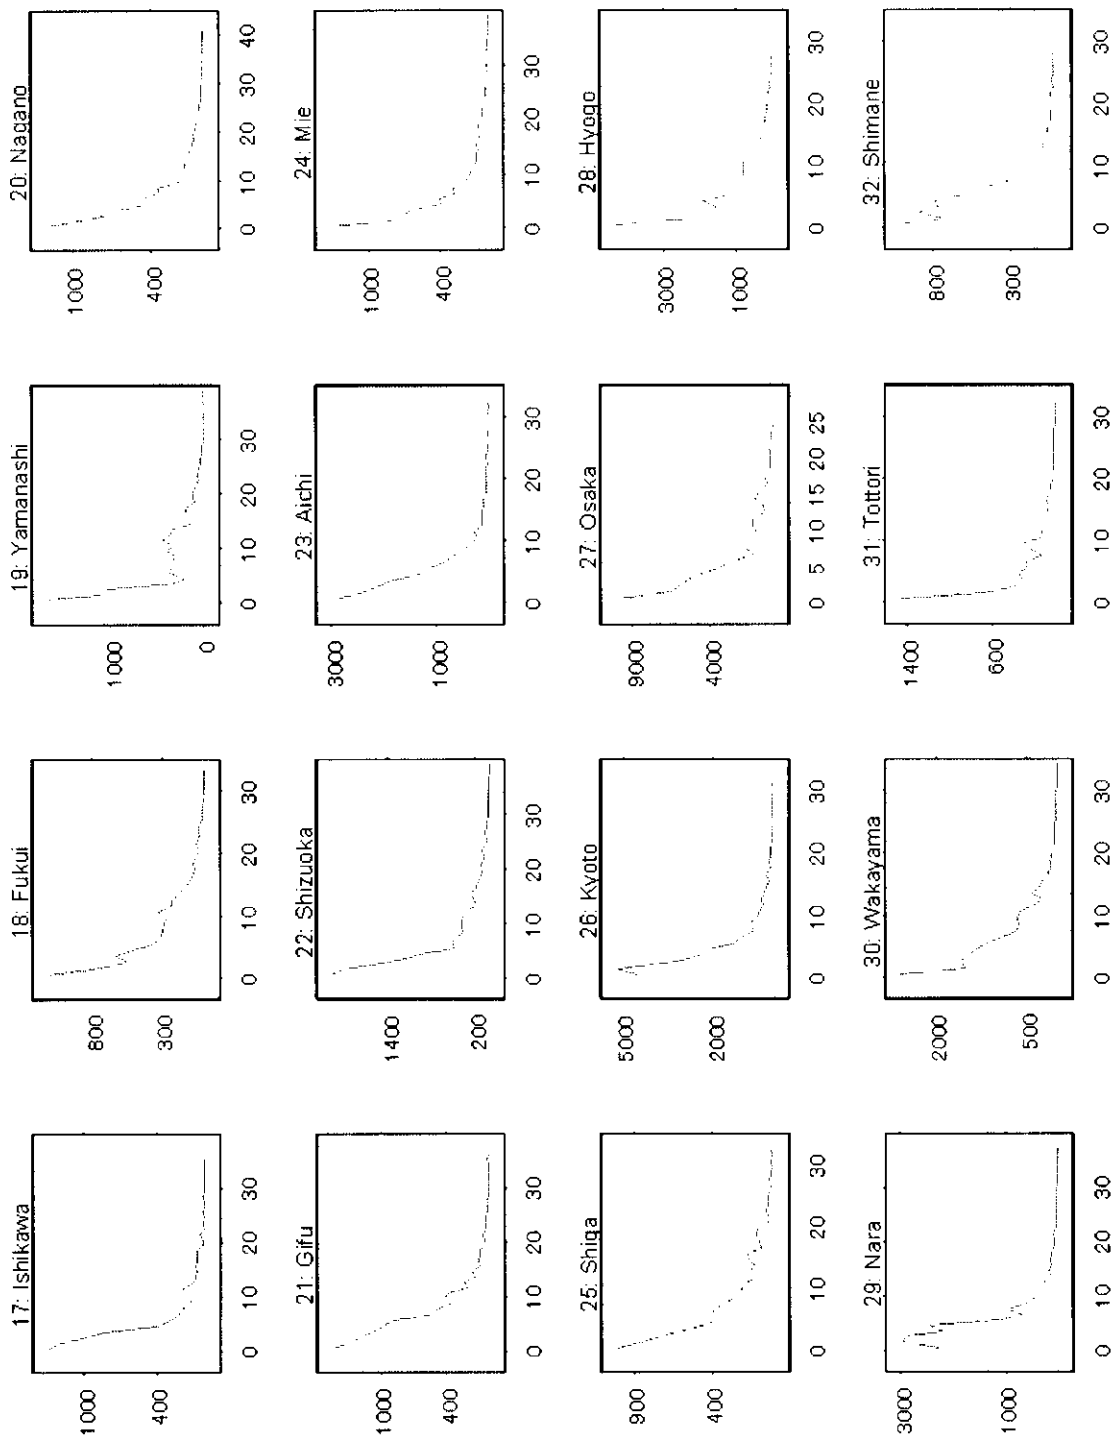 17: Ishikawa
1000
400
0 10 20 30
18: Fukui
800
300
0 10 20 30
19: Yamanashi
1000
0
0 10 20 30
20: Nagano
1000
400
0 10 20 30 40
21: Gifu
1000
400
0 10 20 30
22: Shizuoka
1400
200
0 10 20 30
23: Aichi
3000
1000
0 10 20 30
24: Mie
1000
400
0 10 20 30
25: Shiga
900
400
0 10 20 30
26: Kyoto
5000
2000
0 10 20 30
27: Osaka
9000
4000
0 5 10 15 20 25
28: Hyogo
3000
1000
0 10 20 30
29: Nara
3000
1000
0 10 20 30
30: Wakayama
2000
500
0 10 20 30
31: Tottori
1400
600
0 10 20 30
32: Shimane
800
300
0 10 20 30